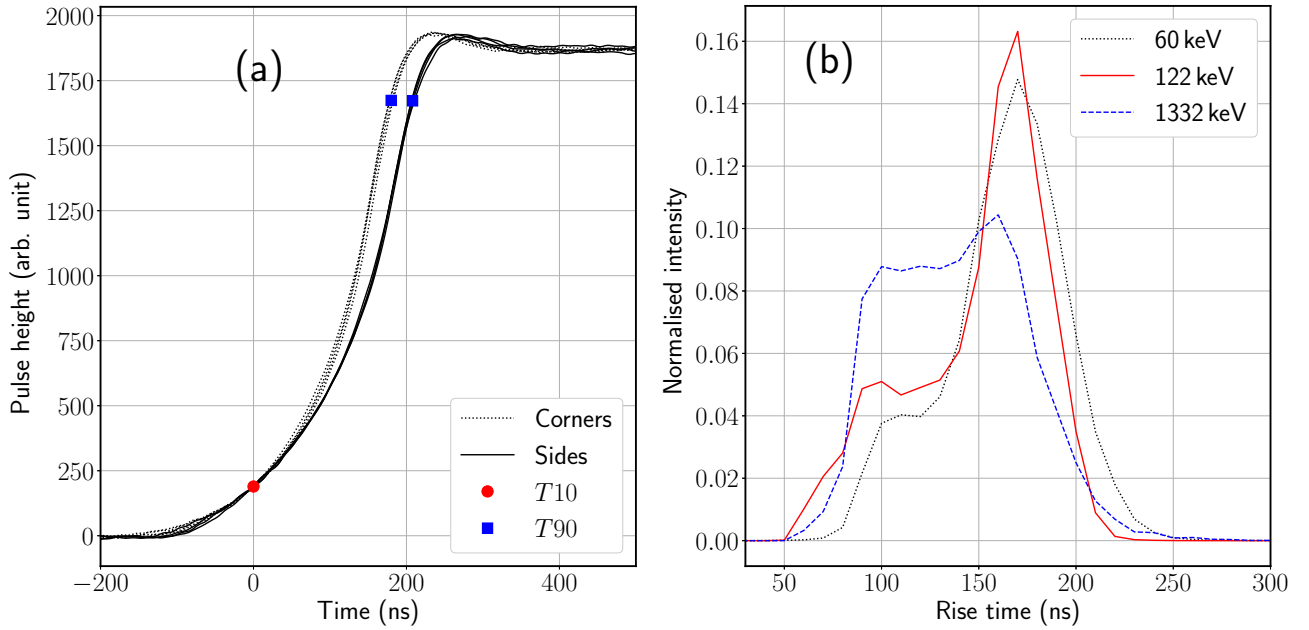 (a)
Pulse height (arb. unit)
2000
1750
1500
1250
1000
750
500
250
0
−200
0
200
400
Time (ns)
Corners
Sides
T10
T90
(b)
Normalised intensity
0.16
0.14
0.12
0.10
0.08
0.06
0.04
0.02
0.00
50
100
150
200
250
300
Rise time (ns)
60 keV
122 keV
1332 keV